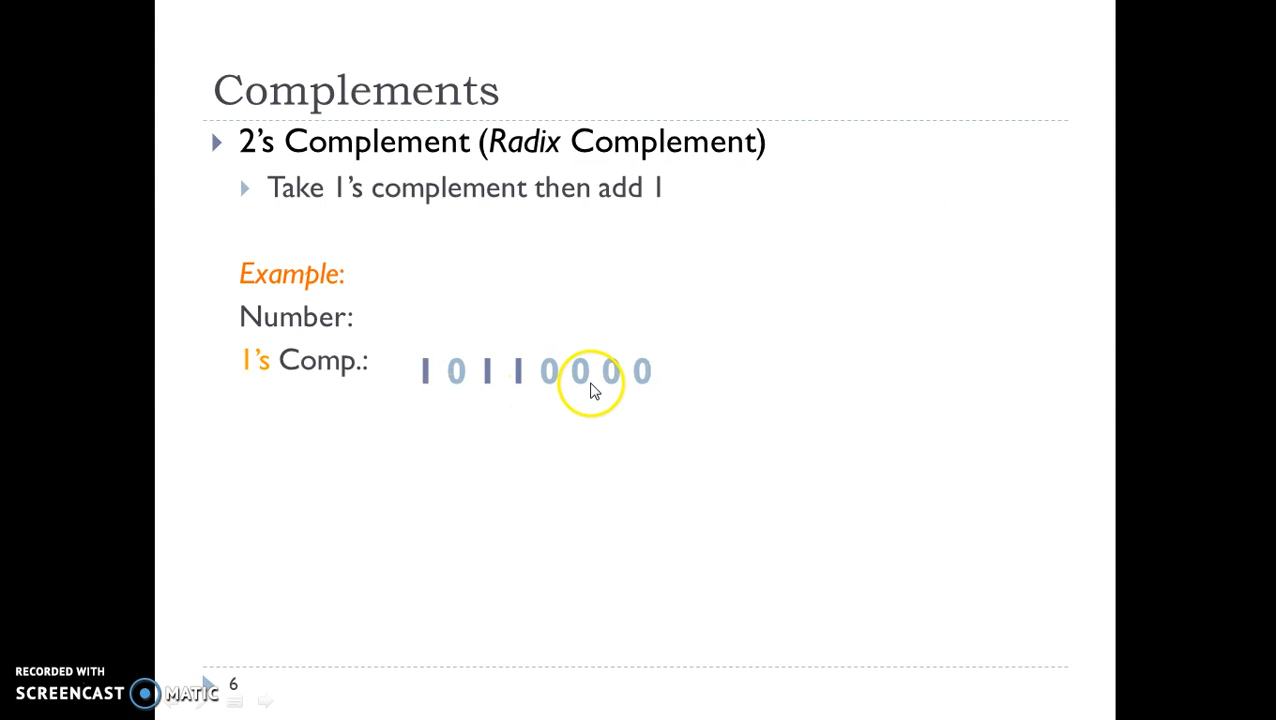 Complements
2's Complement (Radix Complement)
Take 1's complement then add 1
Example:
Number:
1's Comp.: 1 0 1 1 0 0 0 0
RECORDED WITH
SCREENCAST MATIC
6